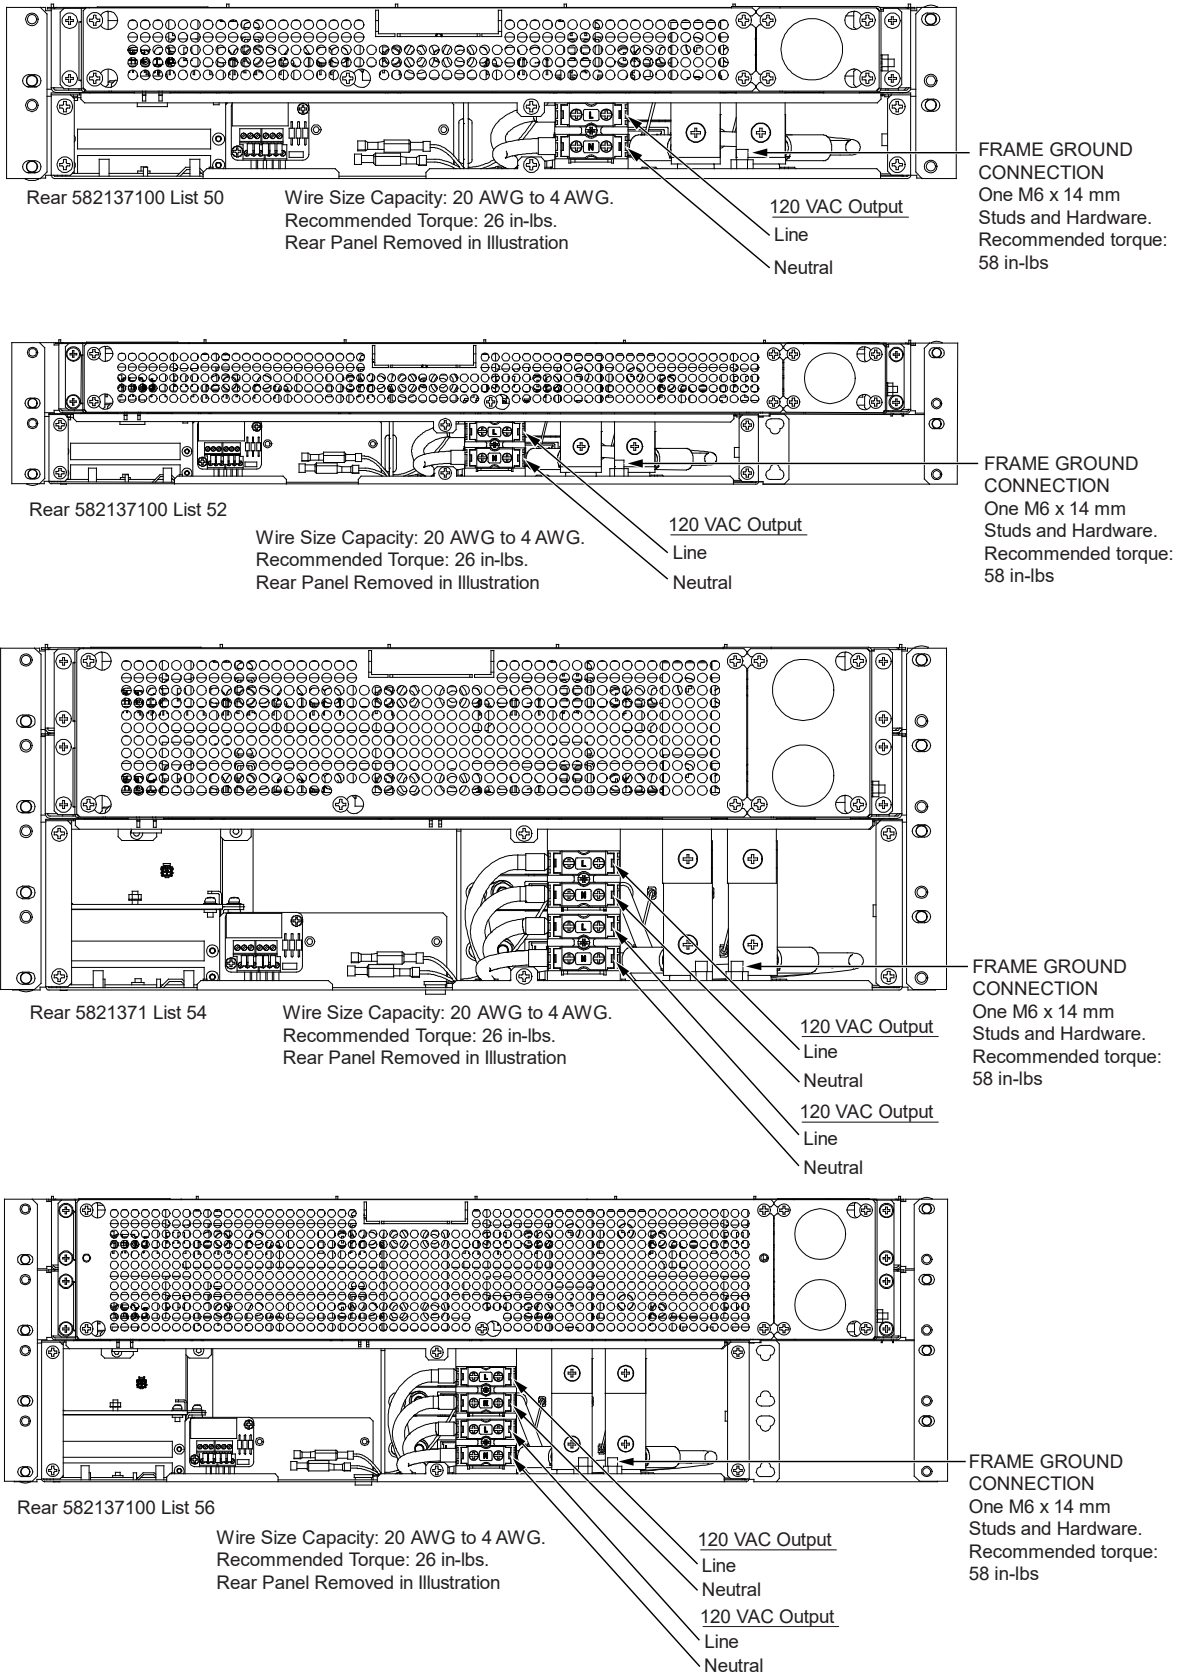 L
N
FRAME GROUND
CONNECTION
One M6 x 14 mm
Studs and Hardware.
Recommended torque:
58 in-lbs
Rear 582137100 List 50
Wire Size Capacity: 20 AWG to 4 AWG.
Recommended Torque: 26 in-lbs.
Rear Panel Removed in Illustration
120 VAC Output
Line
Neutral
L
N
FRAME GROUND
CONNECTION
One M6 x 14 mm
Studs and Hardware.
Recommended torque:
58 in-lbs
Rear 582137100 List 52
Wire Size Capacity: 20 AWG to 4 AWG.
Recommended Torque: 26 in-lbs.
Rear Panel Removed in Illustration
120 VAC Output
Line
Neutral
L
N
L
N
FRAME GROUND
CONNECTION
One M6 x 14 mm
Studs and Hardware.
Recommended torque:
58 in-lbs
Rear 5821371 List 54
Wire Size Capacity: 20 AWG to 4 AWG.
Recommended Torque: 26 in-lbs.
Rear Panel Removed in Illustration
120 VAC Output
Line
Neutral
120 VAC Output
Line
Neutral
L
N
L
N
FRAME GROUND
CONNECTION
One M6 x 14 mm
Studs and Hardware.
Recommended torque:
58 in-lbs
Rear 582137100 List 56
Wire Size Capacity: 20 AWG to 4 AWG.
Recommended Torque: 26 in-lbs.
Rear Panel Removed in Illustration
120 VAC Output
Line
Neutral
120 VAC Output
Line
Neutral